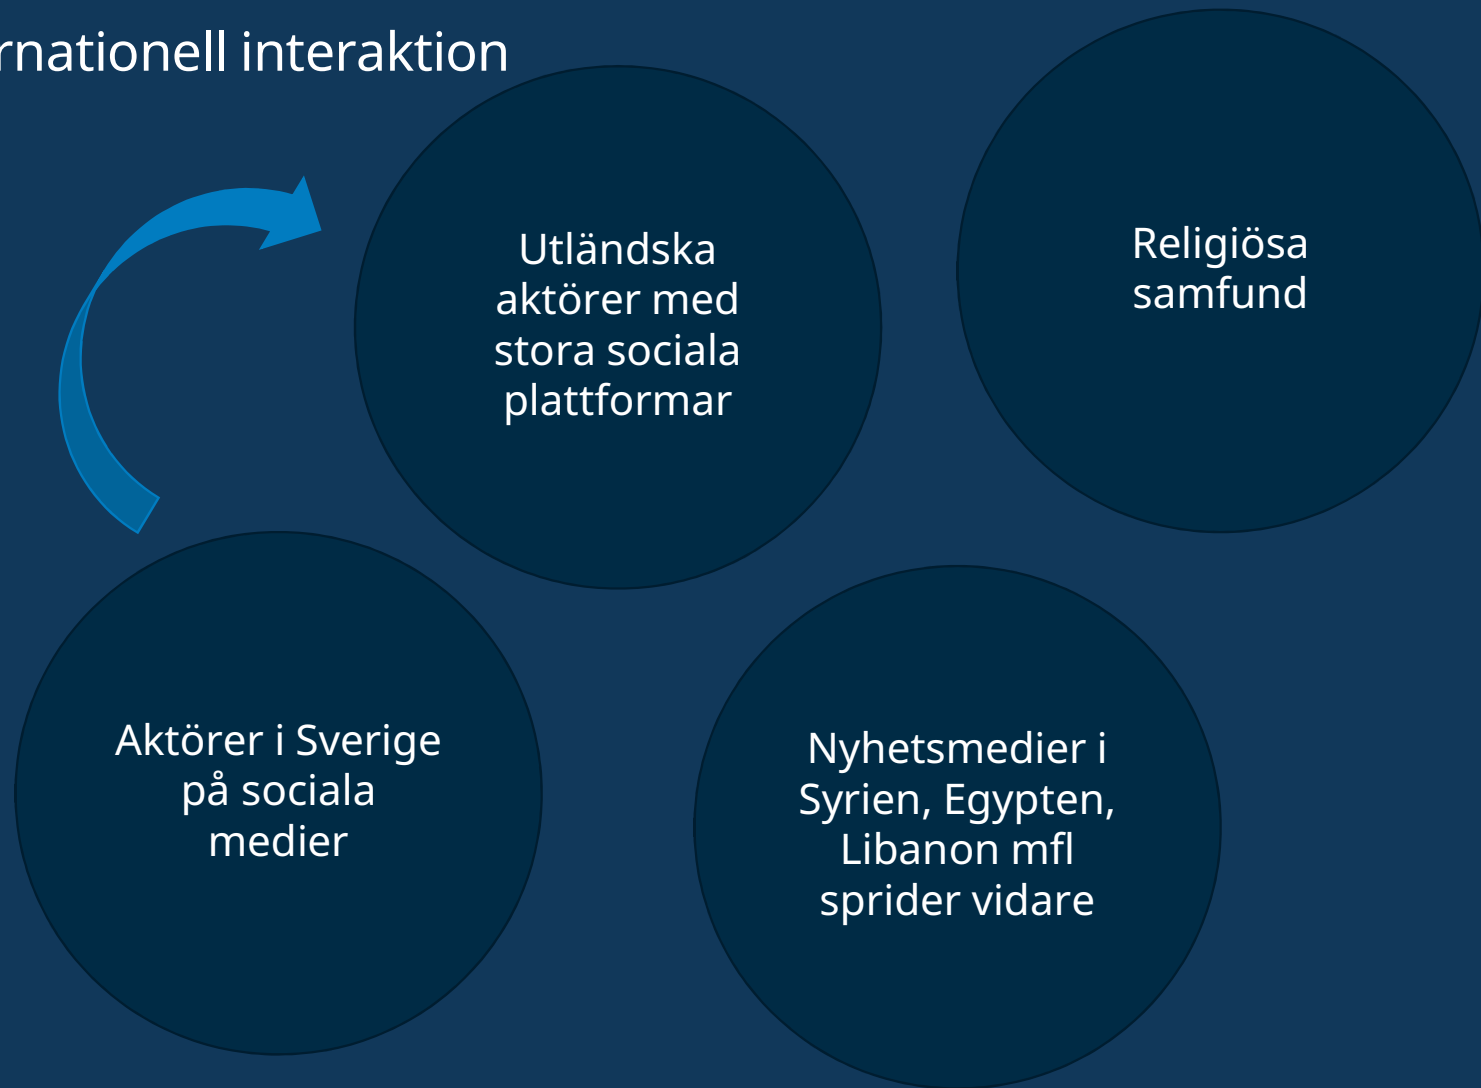 rnationell interaktion
Utländska
aktörer med
stora sociala
plattformar
Religiösa
samfund
Aktörer i Sverige
på sociala
medier
Nyhetsmedier i
Syrien, Egypten,
Libanon mfl
sprider vidare